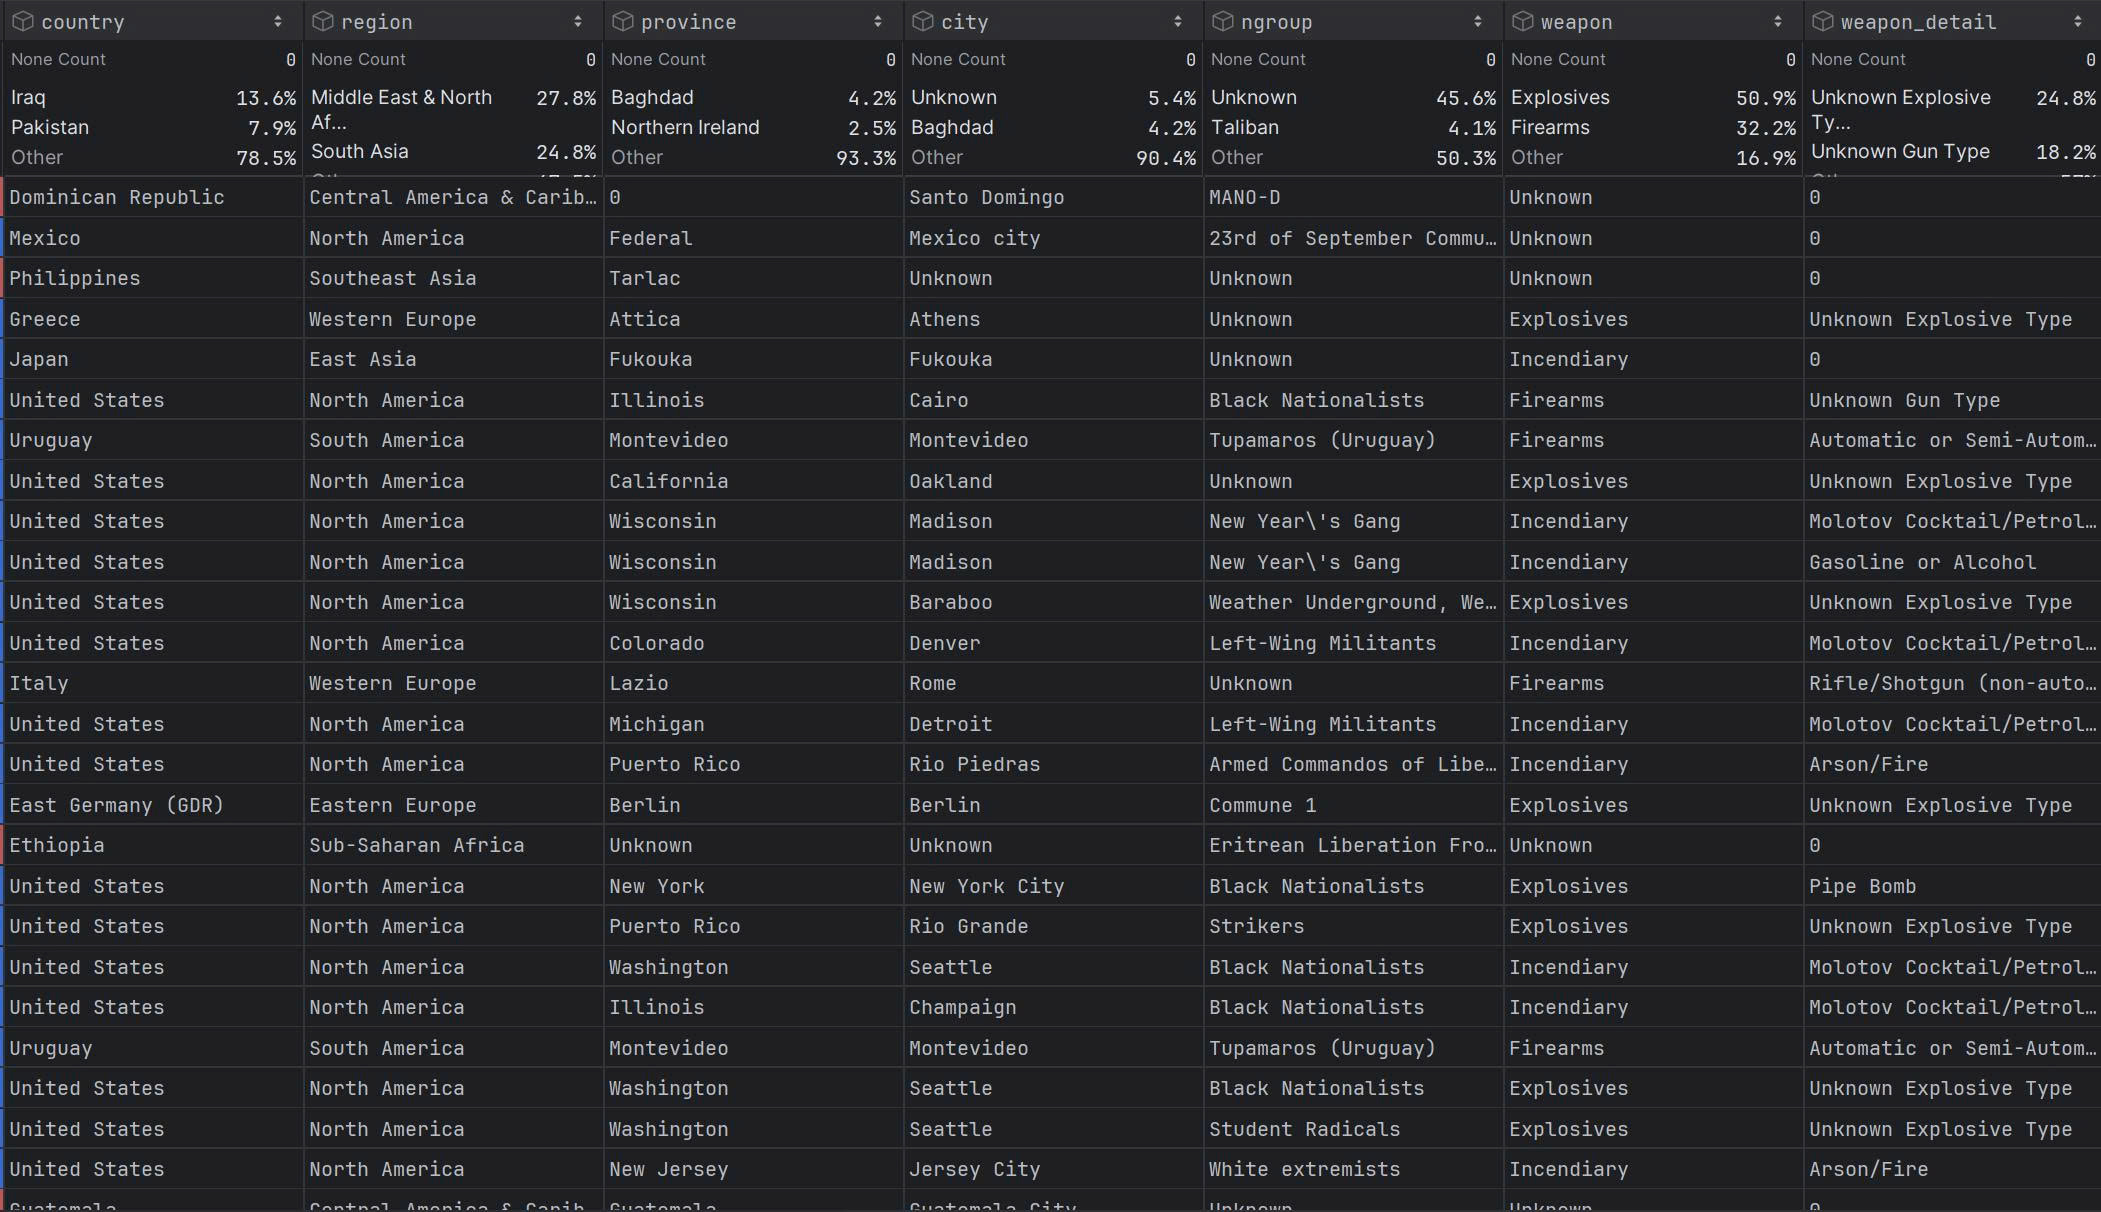 country region province city ngroup weapon weapon_detail
None Count 0 None Count 0 None Count 0 None Count 0 None Count 0 None Count 0 None Count 0
Iraq 13.6% Middle East & North Af... 27.8% Baghdad 4.2% Unknown 5.4% Unknown 45.6% Explosives 50.9% Unknown Explosive Ty... 24.8%
Pakistan 7.9% South Asia 24.8% Northern Ireland 2.5% Baghdad 4.2% Taliban 4.1% Firearms 32.2% Unknown Gun Type 18.2%
Other 78.5% Other 93.3% Other 90.4% Other 50.3% Other 16.9%
Dominican Republic Central America & Carib… 0 Santo Domingo MANO-D Unknown 0
Mexico North America Federal Mexico city 23rd of September Commu… Unknown 0
Philippines Southeast Asia Tarlac Unknown Unknown Unknown 0
Greece Western Europe Attica Athens Unknown Explosives Unknown Explosive Type
Japan East Asia Fukouka Fukouka Unknown Incendiary 0
United States North America Illinois Cairo Black Nationalists Firearms Unknown Gun Type
Uruguay South America Montevideo Montevideo Tupamaros (Uruguay) Firearms Automatic or Semi-Autom…
United States North America California Oakland Unknown Explosives Unknown Explosive Type
United States North America Wisconsin Madison New Year\'s Gang Incendiary Molotov Cocktail/Petrol…
United States North America Wisconsin Madison New Year\'s Gang Incendiary Gasoline or Alcohol
United States North America Wisconsin Baraboo Weather Underground, We… Explosives Unknown Explosive Type
United States North America Colorado Denver Left-Wing Militants Incendiary Molotov Cocktail/Petrol…
Italy Western Europe Lazio Rome Unknown Firearms Rifle/Shotgun (non-auto…
United States North America Michigan Detroit Left-Wing Militants Incendiary Molotov Cocktail/Petrol…
United States North America Puerto Rico Rio Piedras Armed Commandos of Libe… Incendiary Arson/Fire
East Germany (GDR) Eastern Europe Berlin Berlin Commune 1 Explosives Unknown Explosive Type
Ethiopia Sub-Saharan Africa Unknown Unknown Eritrean Liberation Fro… Unknown 0
United States North America New York New York City Black Nationalists Explosives Pipe Bomb
United States North America Puerto Rico Rio Grande Strikers Explosives Unknown Explosive Type
United States North America Washington Seattle Black Nationalists Incendiary Molotov Cocktail/Petrol…
United States North America Illinois Champaign Black Nationalists Incendiary Molotov Cocktail/Petrol…
Uruguay South America Montevideo Montevideo Tupamaros (Uruguay) Firearms Automatic or Semi-Autom…
United States North America Washington Seattle Black Nationalists Explosives Unknown Explosive Type
United States North America Washington Seattle Student Radicals Explosives Unknown Explosive Type
United States North America New Jersey Jersey City White extremists Incendiary Arson/Fire
Guatemala Central America & Carib Guatemala Guatemala City Unknown Unknown 0